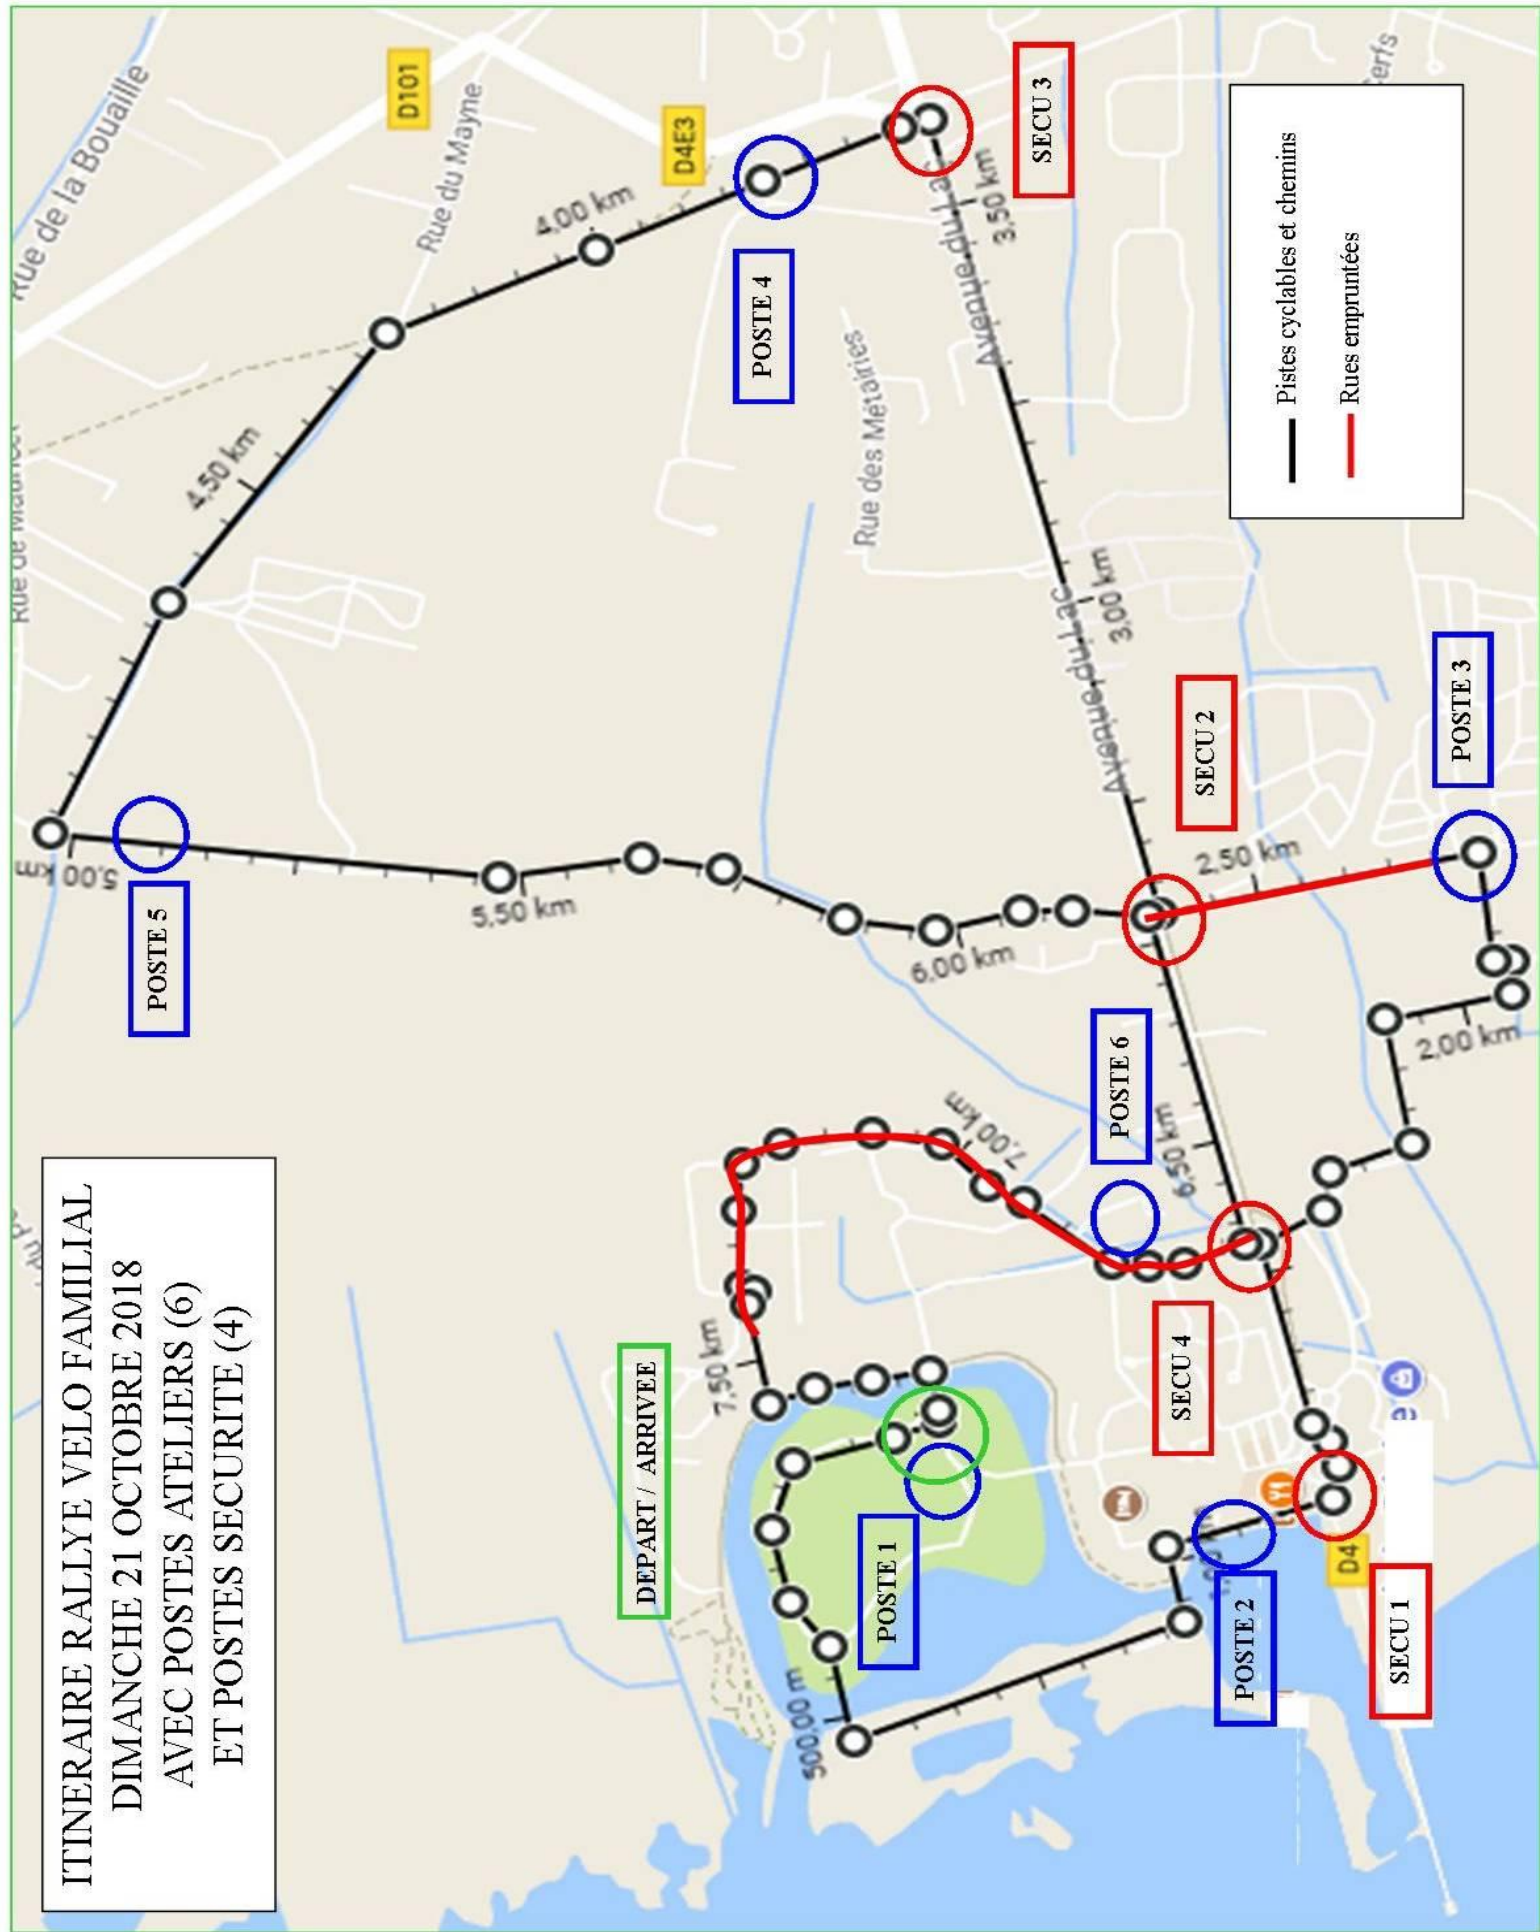 ITINERAIRE RALLYE VELO FAMILIAL
DIMANCHE 21 OCTOBRE 2018
AVEC POSTES ATELIERS (6)
ET POSTES SECURITE (4)
Rue de la Bouaille
D101
Rue du Mayne
D4E3
4,00 km
4,50 km
5,00 km
POSTE 5
5,50 km
6,00 km
POSTE 4
SECU 3
3,50 km
Avenue du Lac
Rue des Métairies
3,00 km
Avenue du Lac
SECU 2
2,50 km
POSTE 3
2,00 km
POSTE 6
6,50 km
7,00 km
7,50 km
SECU 4
DEPART / ARRIVEE
POSTE 1
500,00 m
POSTE 2
D4
SECU 1
Pistes cyclables et chemins
Rues empruntées